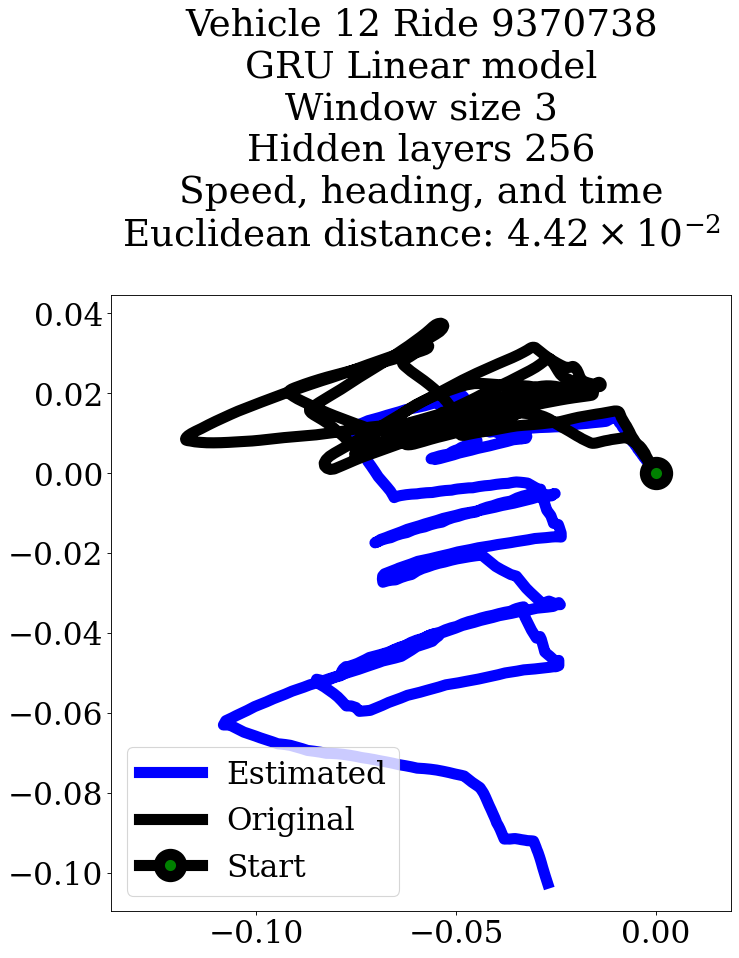 Vehicle 12 Ride 9370738
GRU Linear model
Window size 3
Hidden layers 256
Speed, heading, and time
Euclidean distance: 4.42 × 10⁻²
0.04
0.02
0.00
−0.02
−0.04
−0.06
−0.08
−0.10
Estimated
Original
Start
−0.10 −0.05 0.00